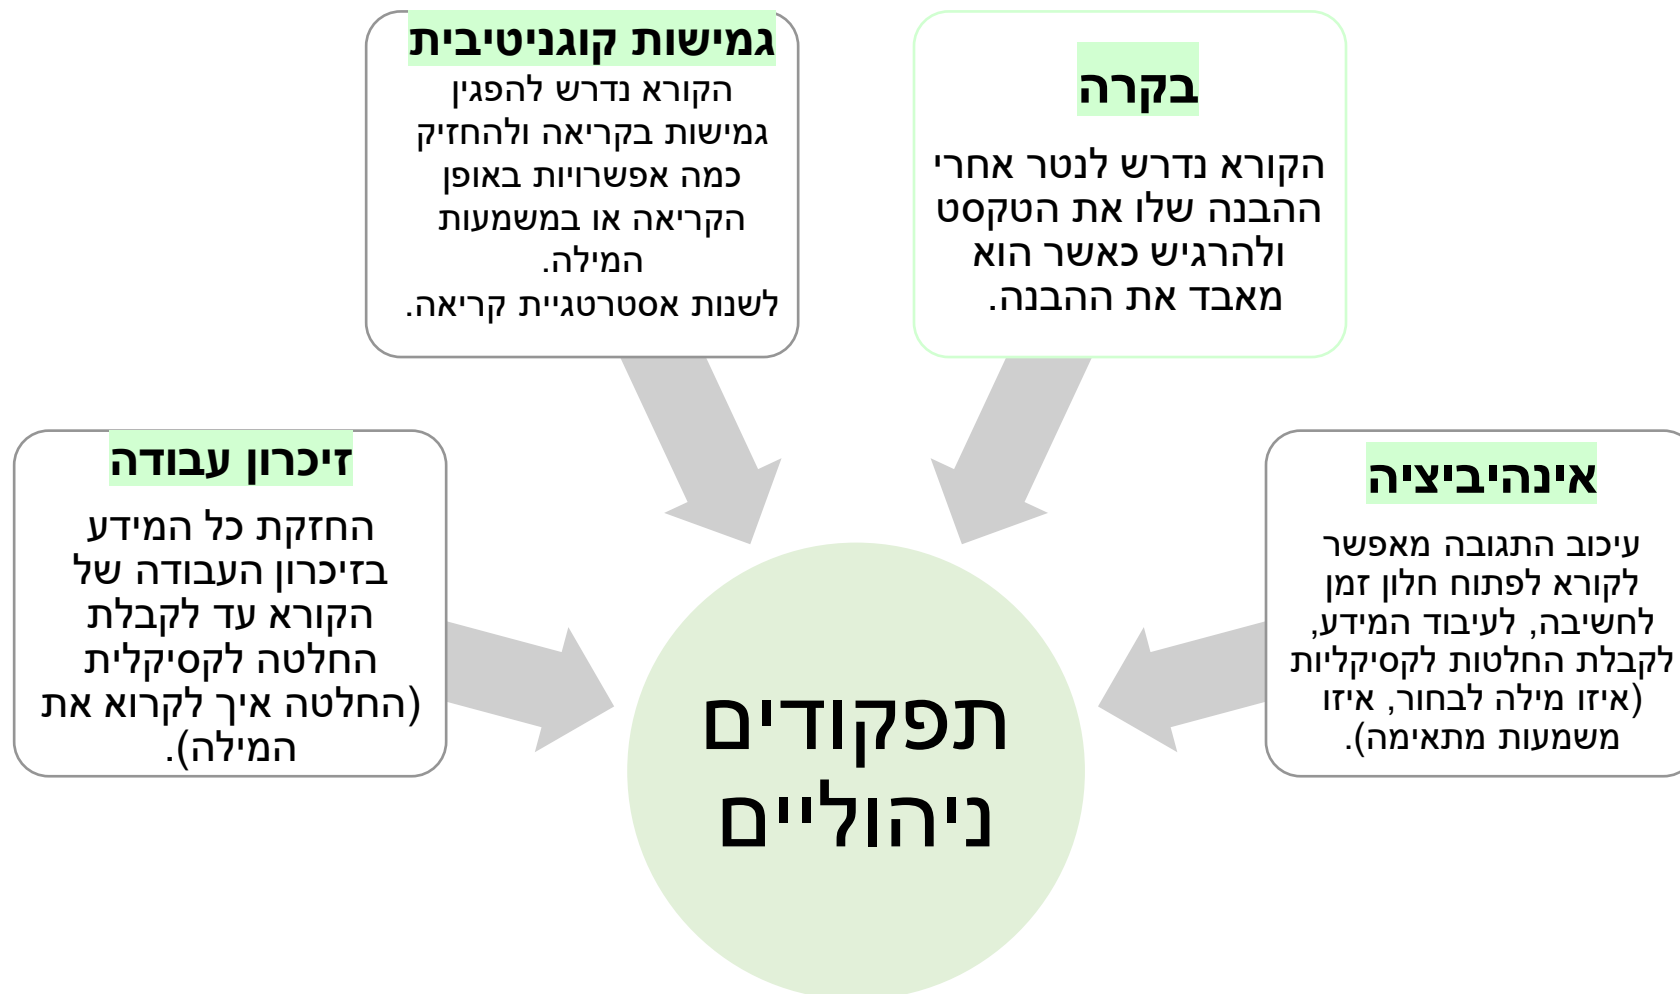 גמישות קוגניטיבית
הקורא נדרש להפגין
גמישות בקריאה ולהחזיק
כמה אפשרויות באופן
הקריאה או במשמעות
המילה.
לשנות אסטרטגיית קריאה.
בקרה
הקורא נדרש לנטר אחרי
ההבנה שלו את הטקסט
ולהרגיש כאשר הוא
מאבד את ההבנה.
זיכרון עבודה
החזקת כל המידע
בזיכרון העבודה של
הקורא עד לקבלת
החלטה לקסיקלית
(החלטה איך לקרוא את
המילה).
אינהיביציה
עיכוב התגובה מאפשר
לקורא לפתוח חלון זמן
לחשיבה, לעיבוד המידע,
לקבלת החלטות לקסיקליות
(איזו מילה לבחור, איזו
משמעות מתאימה).
תפקודים
ניהוליים